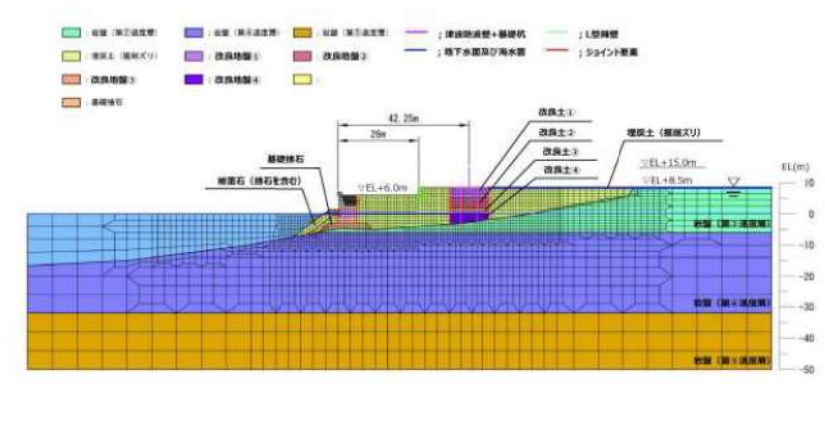 : 岩盤(第②速度層)
: 岩盤(第④速度層)
: 岩盤(第⑤速度層)
; 津波防波壁+基礎杭
; L型擁壁
: 埋戻土(掘削ズリ)
: 改良地盤①
: 改良地盤②
; 地下水面及び海水面
; ジョイント要素
: 改良地盤③
: 改良地盤④
:
: 基礎捨石
42.25m
26m
改良土①
改良土②
改良土③
改良土④
埋戻土(掘削ズリ)
基礎捨石
被覆石(捨石を含む)
▽EL+6.0m
▽EL+15.0m
▽EL+8.5m
EL(m)
10
0
-10
-20
-30
-40
-50
岩盤(第②速度層)
岩盤(第④速度層)
岩盤(第⑤速度層)